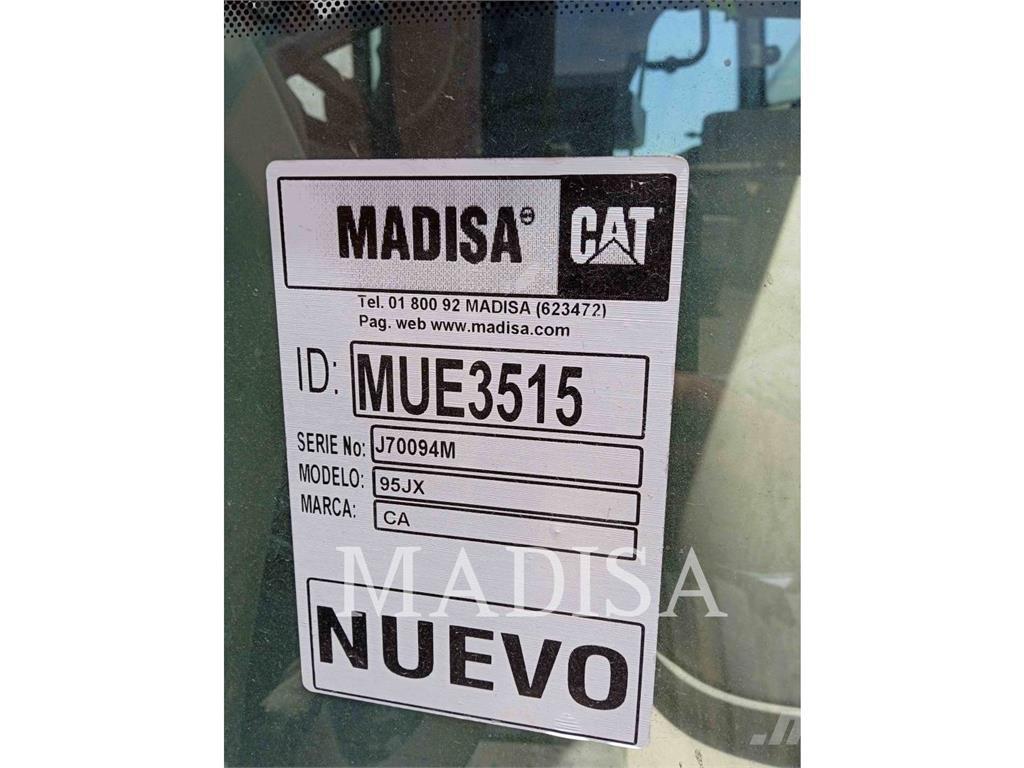 MADISA® CAT
Tel. 01 800 92 MADISA (623472)
Pag. web www.madisa.com
ID: MUE3515
SERIE No: J70094M
MODELO: 95JX
MARCA: CA
MADISA
NUEVO